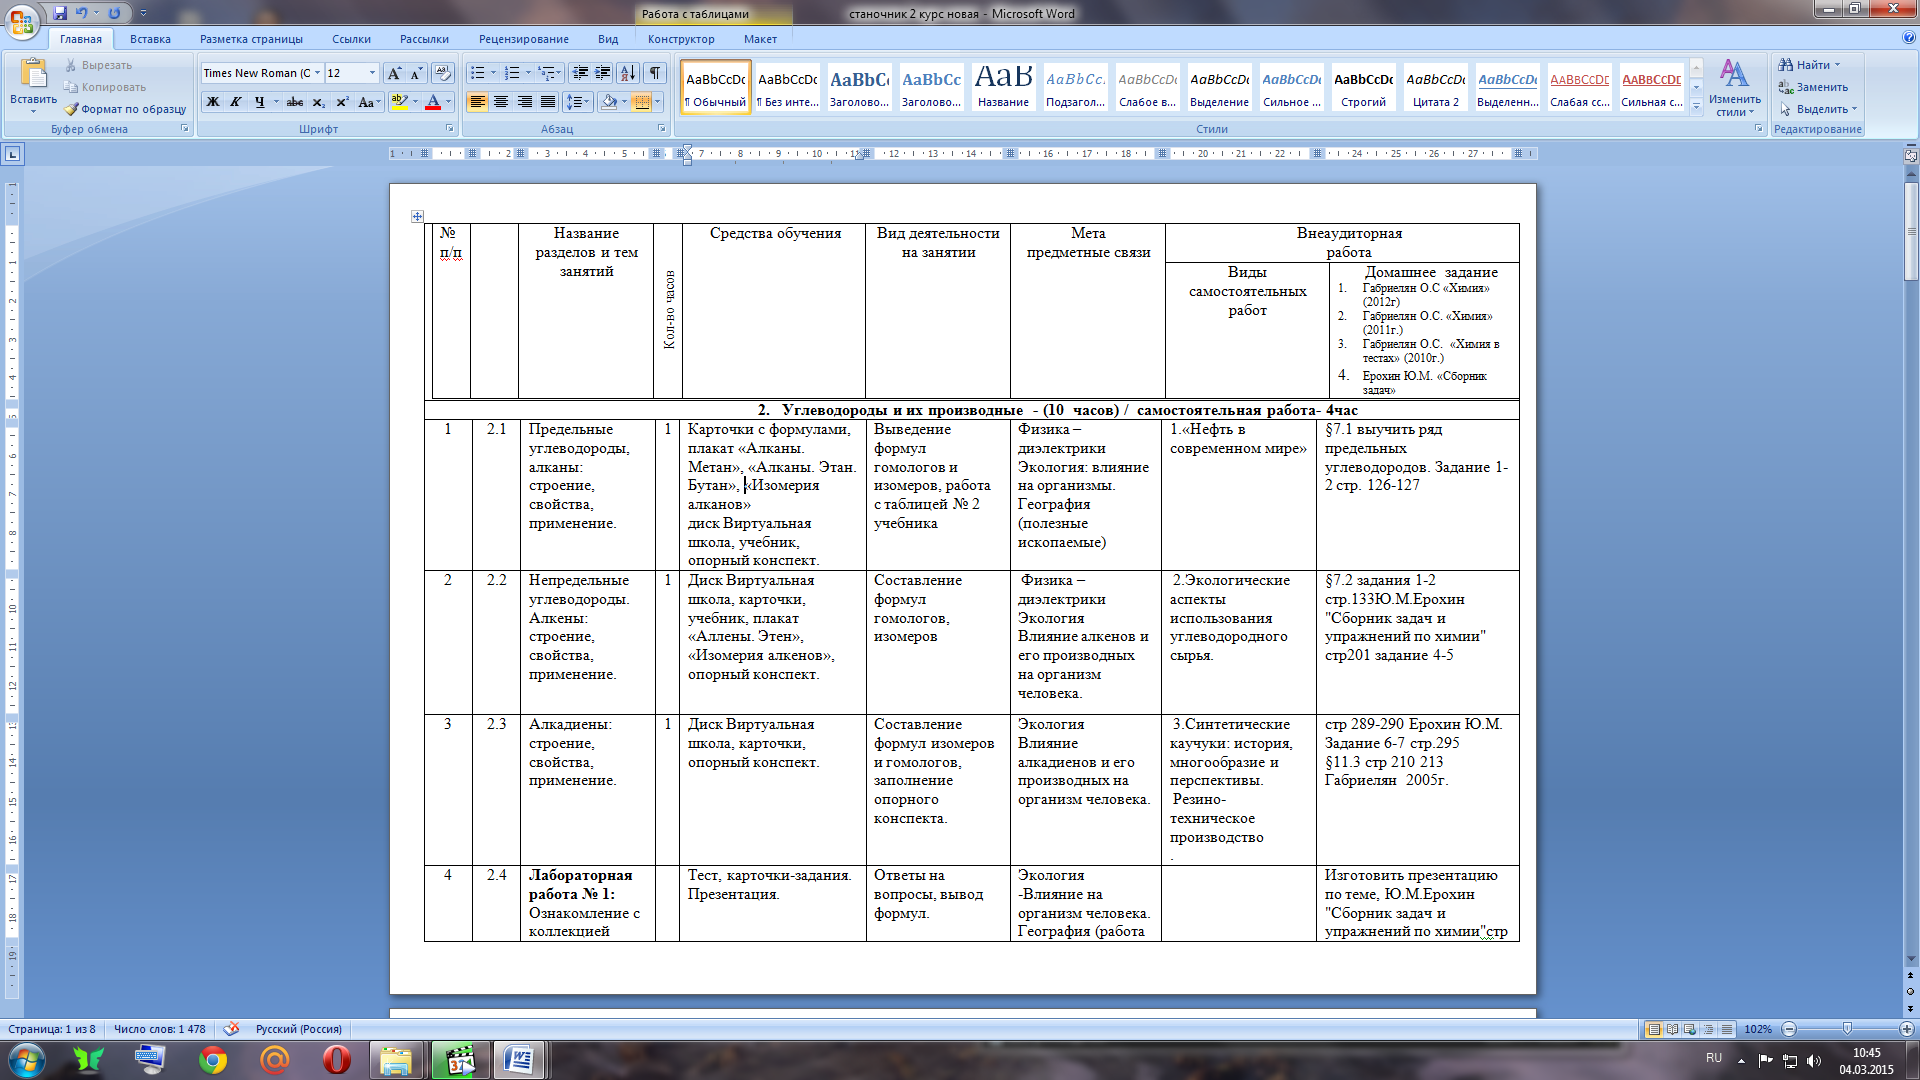 Работа с таблицами
станочник 2 курс новая - Microsoft Word
Главная Вставка Разметка страницы Ссылки Рассылки Рецензирование Вид Конструктор Макет
Вставить
Вырезать
Копировать
Формат по образцу
Буфер обмена
Times New Roman (С 12
Шрифт
Абзац
¶ Обычный ¶ Без инте... Заголово... Заголово... Название Подзагол... Слабое в... Выделение Сильное ... Строгий Цитата 2 Выделенн... Слабая сс... Сильная с...
Изменить
стили
Стили
Найти
Заменить
Выделить
Редактирование
№
п/п
Название
разделов и тем
занятий
Кол-во часов
Средства обучения
Вид деятельности
на занятии
Мета
предметные связи
Внеаудиторная
работа
Виды
самостоятельных
работ
Домашнее задание
1. Габриелян О.С «Химия»
(2012г)
2. Габриелян О.С. «Химия»
(2011г.)
3. Габриелян О.С. «Химия в
тестах» (2010г.)
4. Ерохин Ю.М. «Сборник
задач»
2. Углеводороды и их производные - (10 часов) / самостоятельная работа- 4час
1
2.1
Предельные
углеводороды,
алканы:
строение,
свойства,
применение.
1
Карточки с формулами,
плакат «Алканы.
Метан», «Алканы. Этан.
Бутан», «Изомерия
алканов»
диск Виртуальная
школа, учебник,
опорный конспект.
Выведение
формул
гомологов и
изомеров, работа
с таблицей № 2
учебника
Физика –
диэлектрики
Экология: влияние
на организмы.
География
(полезные
ископаемые)
1.«Нефть в
современном мире»
§7.1 выучить ряд
предельных
углеводородов. Задание 1-
2 стр. 126-127
2
2.2
Непредельные
углеводороды.
Алкены:
строение,
свойства,
применение.
1
Диск Виртуальная
школа, карточки,
учебник, плакат
«Аллены. Этен»,
«Изомерия алкенов»,
опорный конспект.
Составление
формул
гомологов,
изомеров
Физика –
диэлектрики
Экология
Влияние алкенов и
его производных
на организм
человека.
2.Экологические
аспекты
использования
углеводородного
сырья.
§7.2 задания 1-2
стр.133Ю.М.Ерохин
"Сборник задач и
упражнений по химии"
стр201 задание 4-5
3
2.3
Алкадиены:
строение,
свойства,
применение.
1
Диск Виртуальная
школа, карточки,
опорный конспект.
Составление
формул изомеров
и гомологов,
заполнение
опорного
конспекта.
Экология
Влияние
алкадиенов и его
производных на
организм человека.
3.Синтетические
каучуки: история,
многообразие и
перспективы.
Резино-
техническое
производство
.
стр 289-290 Ерохин Ю.М.
Задание 6-7 стр.295
§11.3 стр 210 213
Габриелян 2005г.
4
2.4
Лабораторная
работа № 1:
Ознакомление с
коллекцией
Тест, карточки-задания.
Презентация.
Ответы на
вопросы, вывод
формул.
Экология
-Влияние на
организм человека.
География (работа
Изготовить презентацию
по теме, Ю.М.Ерохин
"Сборник задач и
упражнений по химии"стр
Страница: 1 из 8 Число слов: 1 478 Русский (Россия) 102%
RU
10:45
04.03.2015